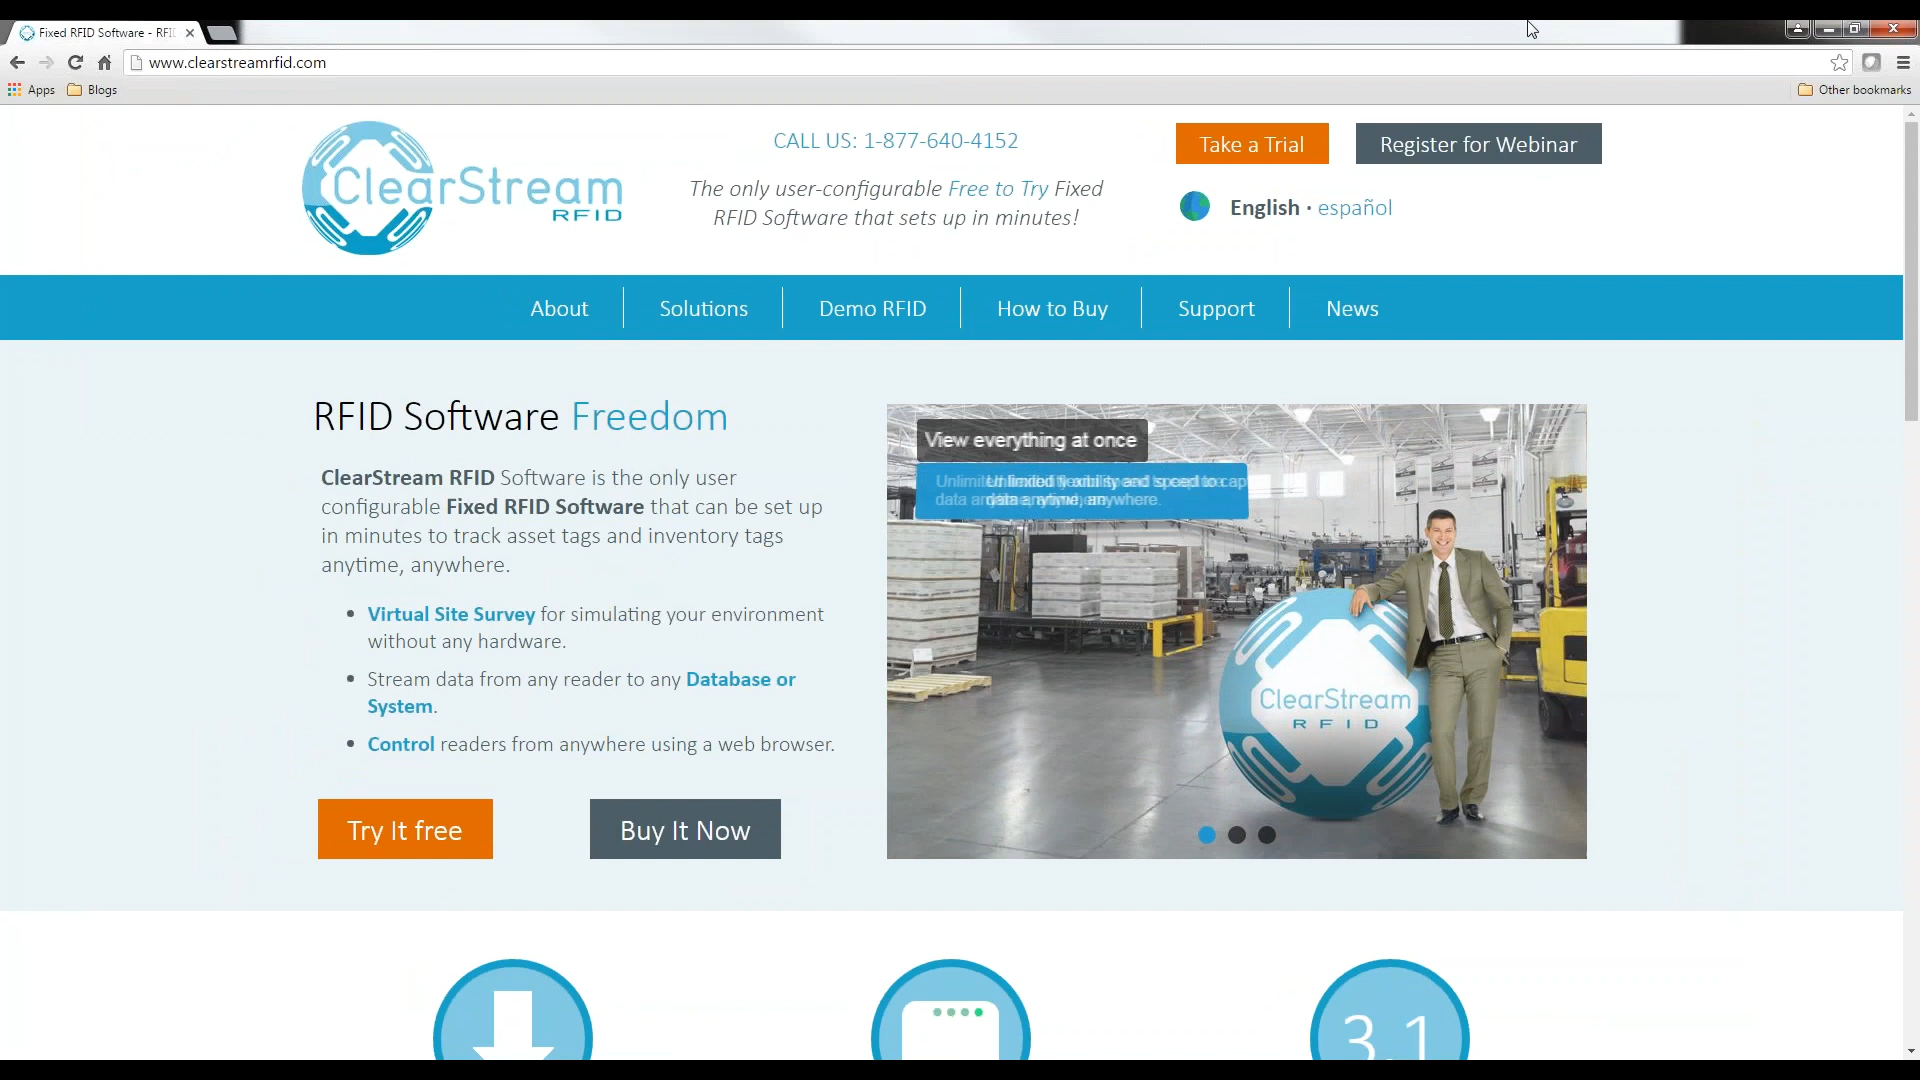 Fixed RFID Software - RFI
www.clearstreamrfid.com
Apps
Blogs
Other bookmarks
ClearStream
RFID
CALL US: 1-877-640-4152
The only user-configurable Free to Try Fixed
RFID Software that sets up in minutes!
Take a Trial
Register for Webinar
English · español
About
Solutions
Demo RFID
How to Buy
Support
News
RFID Software Freedom
ClearStream RFID Software is the only user
configurable Fixed RFID Software that can be set up
in minutes to track asset tags and inventory tags
anytime, anywhere.
• Virtual Site Survey for simulating your environment
without any hardware.
• Stream data from any reader to any Database or
System.
• Control readers from anywhere using a web browser.
Try It free
Buy It Now
View everything at once
ClearStream
RFID
3.1